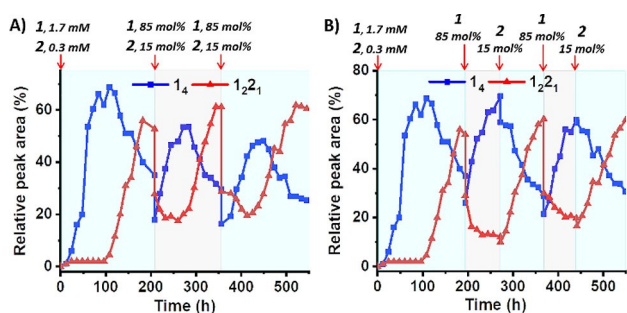 A)
1, 1.7 mM
2, 0.3 mM
1, 85 mol%
2, 15 mol%
1, 85 mol%
2, 15 mol%
1₄
1₂2₁
Relative peak area (%)
80
60
40
20
0
0
100
200
300
400
500
Time (h)
B)
1, 1.7 mM
2, 0.3 mM
1
85 mol%
2
15 mol%
1
85 mol%
2
15 mol%
1₄
1₂2₁
Relative peak area (%)
80
60
40
20
0
0
100
200
300
400
500
Time (h)